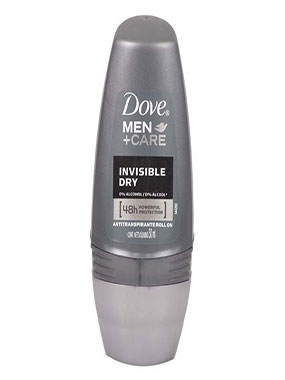 Dove
MEN
+CARE
INVISIBLE
DRY
0% ALCOHOL / 0% ÁLCOOL*
48h POWERFUL
PROTECTION
ANTITRANSPIRANTE ROLL ON